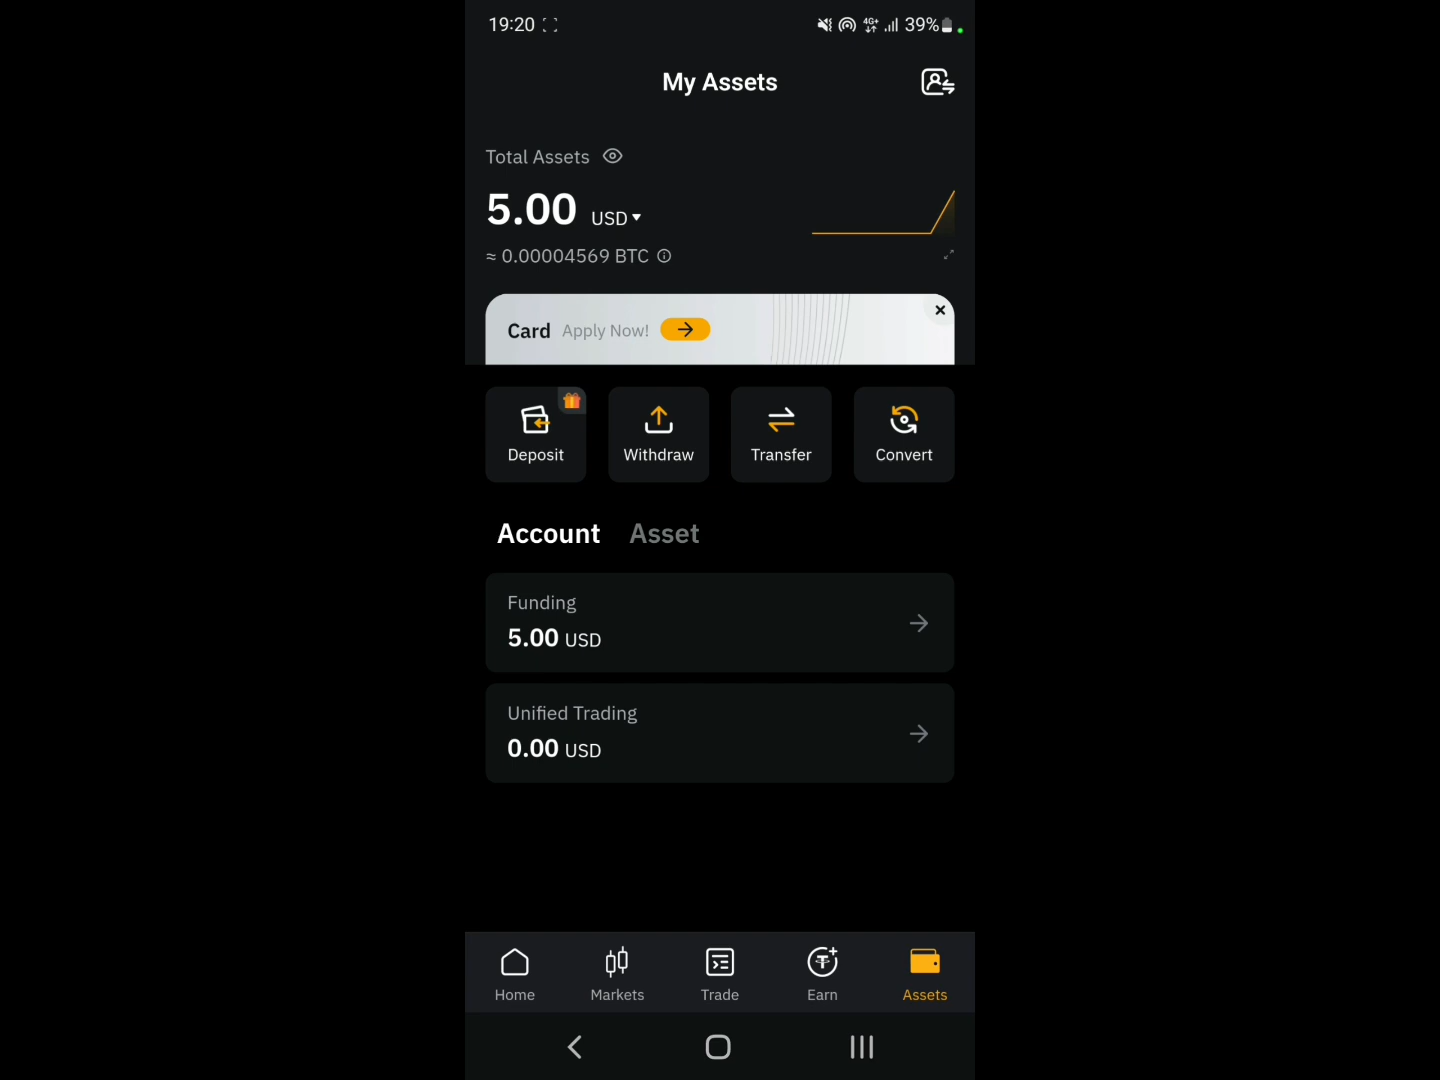 19:20 4G+ 39%
My Assets
Total Assets
5.00 USD
≈ 0.00004569 BTC
Card Apply Now!
Deposit Withdraw Transfer Convert
Account Asset
Funding
5.00 USD
Unified Trading
0.00 USD
Home Markets Trade Earn Assets